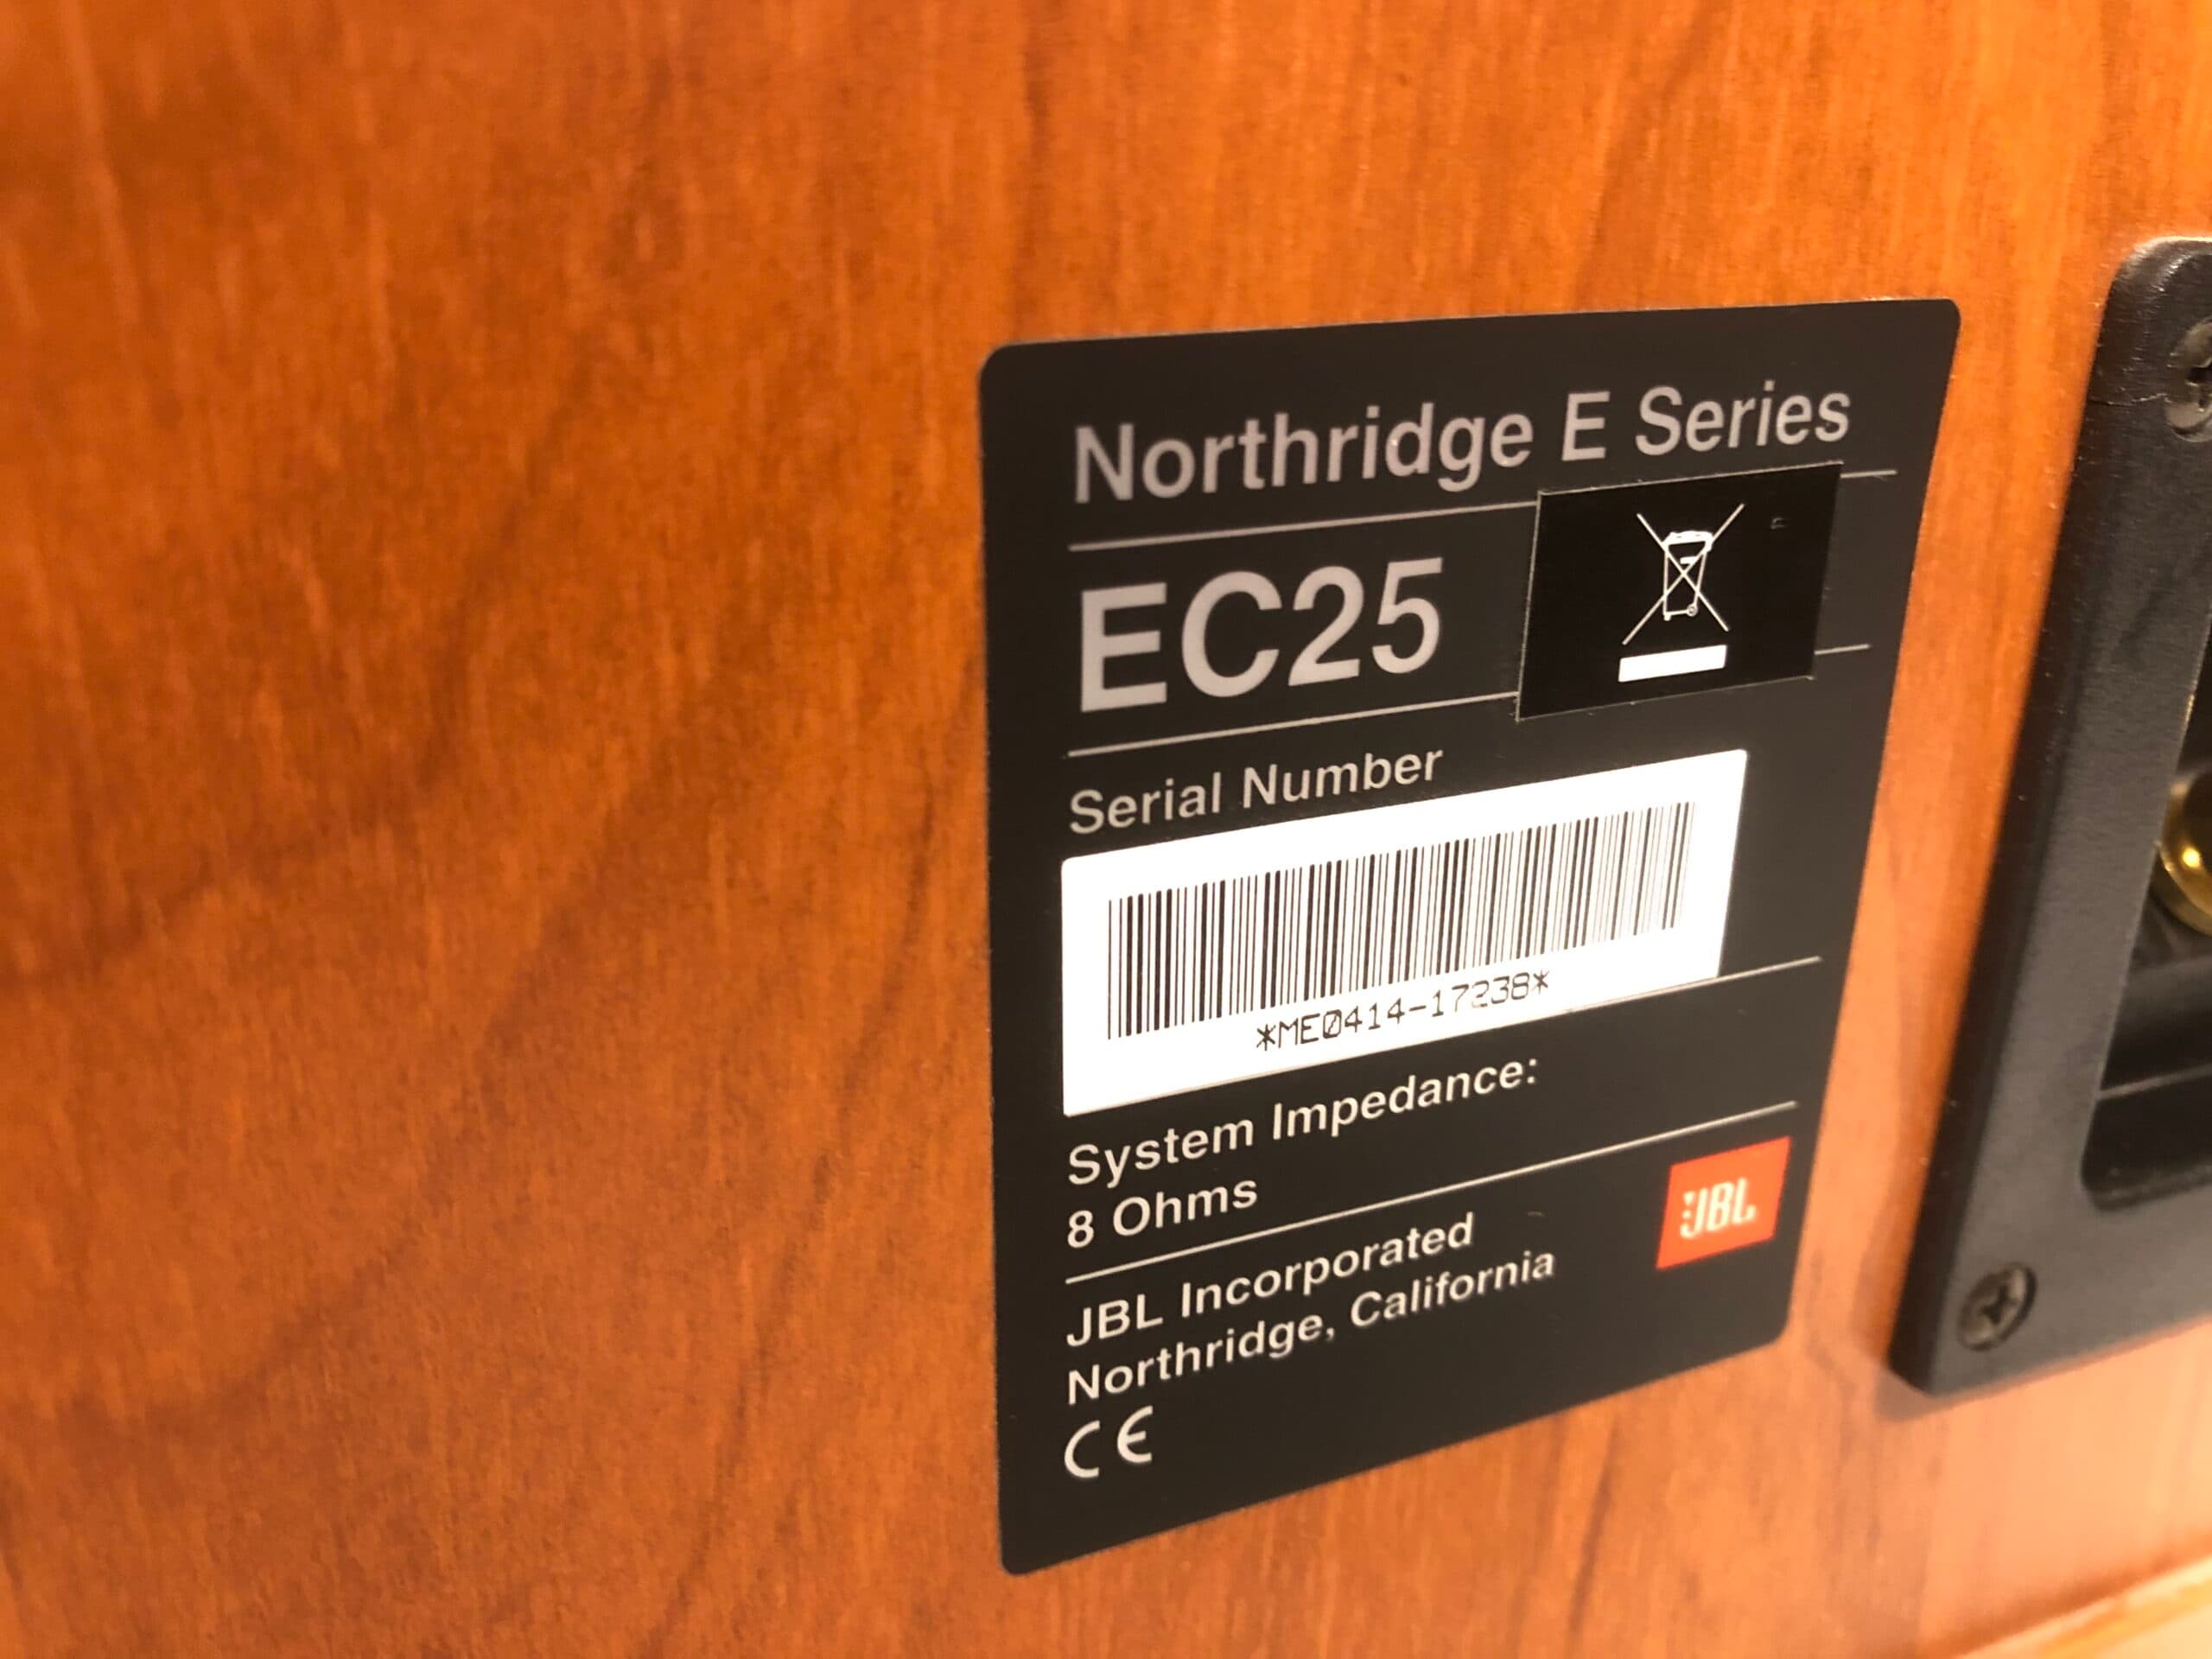 Northridge E Series
EC25
Serial Number
*ME0414-17238*
System Impedance:
8 Ohms
JBL Incorporated
Northridge, California
JBL
CE